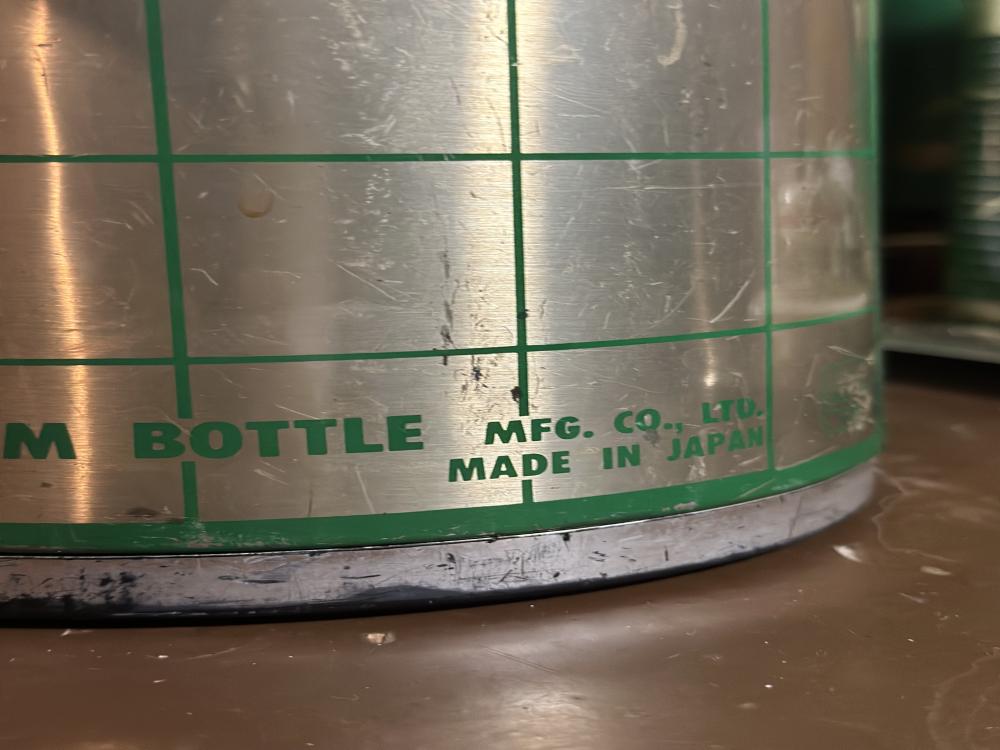 M BOTTLE MFG. CO., LTD.
MADE IN JAPAN